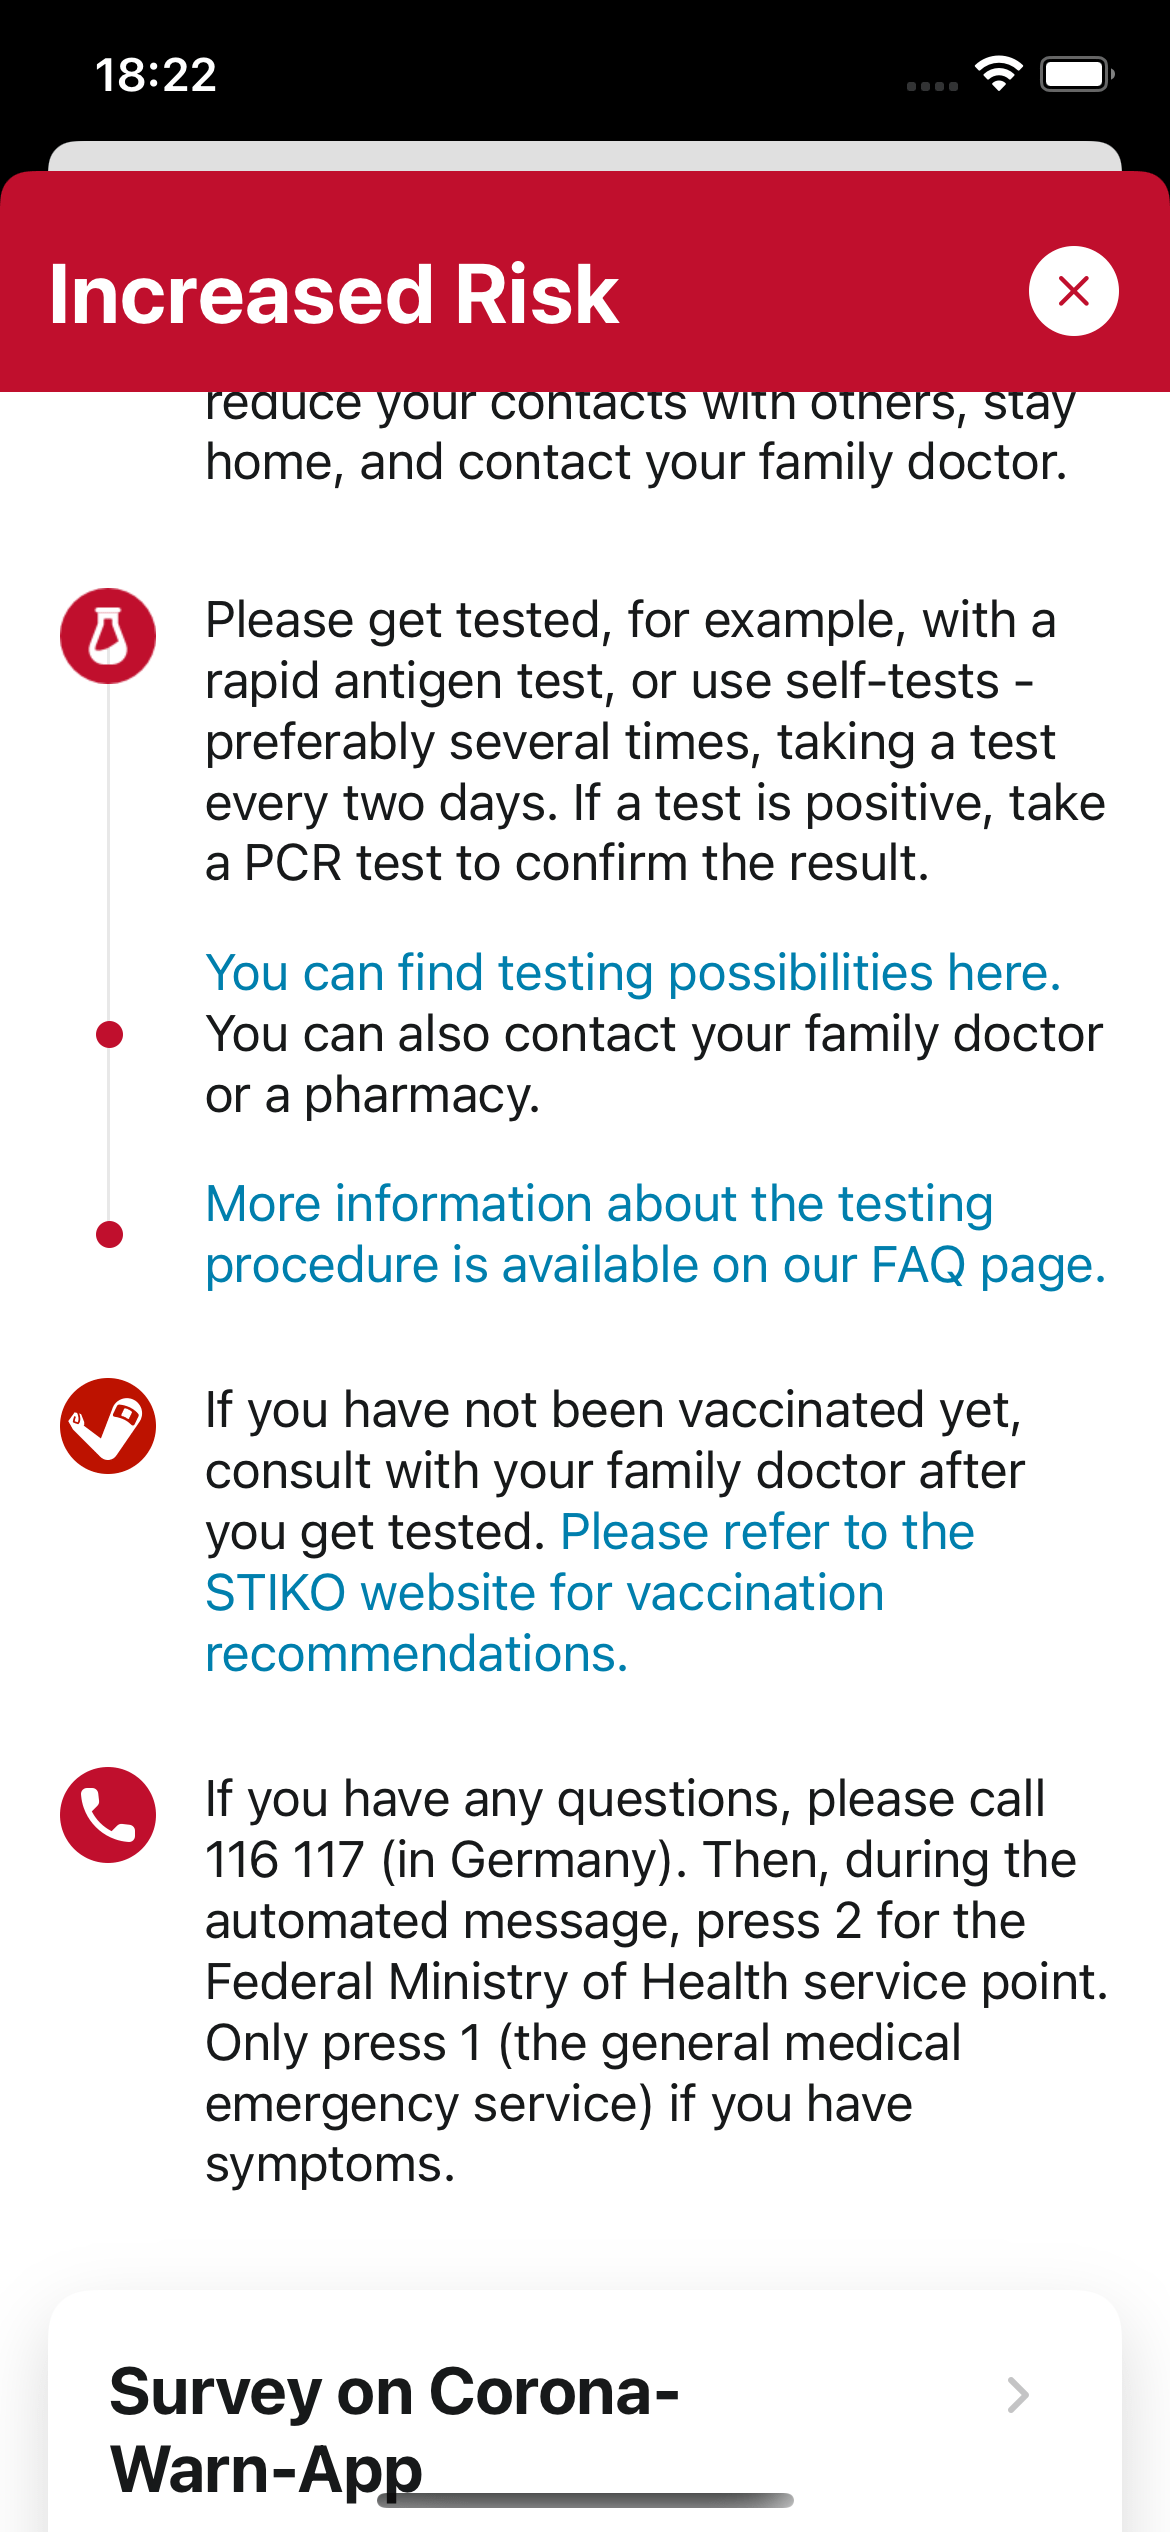 18:22
Increased Risk
reduce your contacts with others, stay
home, and contact your family doctor.
Please get tested, for example, with a
rapid antigen test, or use self-tests -
preferably several times, taking a test
every two days. If a test is positive, take
a PCR test to confirm the result.
You can find testing possibilities here.
You can also contact your family doctor
or a pharmacy.
More information about the testing
procedure is available on our FAQ page.
If you have not been vaccinated yet,
consult with your family doctor after
you get tested. Please refer to the
STIKO website for vaccination
recommendations.
If you have any questions, please call
116 117 (in Germany). Then, during the
automated message, press 2 for the
Federal Ministry of Health service point.
Only press 1 (the general medical
emergency service) if you have
symptoms.
Survey on Corona-
Warn-App